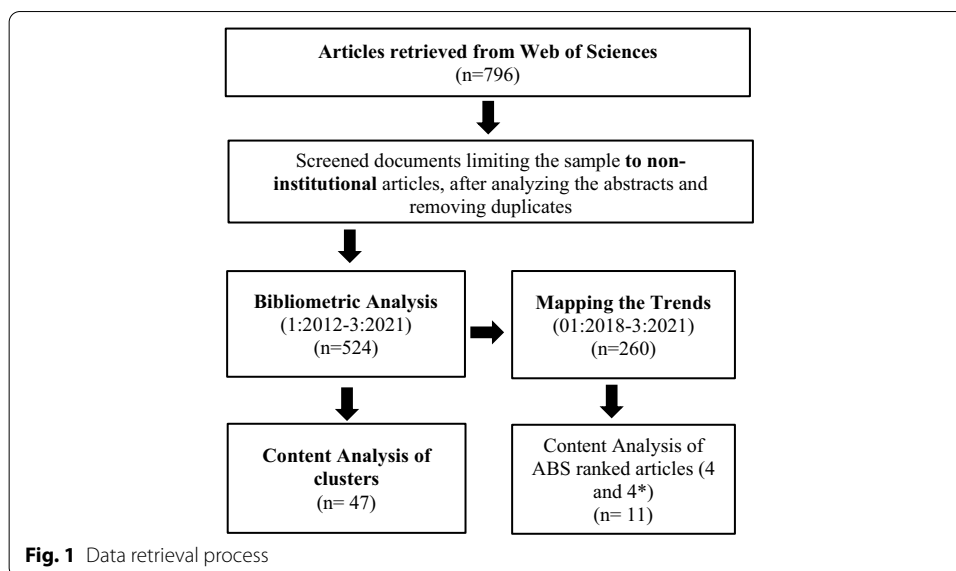 Articles retrieved from Web of Sciences
(n=796)
Screened documents limiting the sample to non-
institutional articles, after analyzing the abstracts and
removing duplicates
Bibliometric Analysis
(1:2012-3:2021)
(n=524)
Mapping the Trends
(01:2018-3:2021)
(n=260)
Content Analysis of
clusters
(n= 47)
Content Analysis of
ABS ranked articles (4
and 4*)
(n= 11)
Fig. 1 Data retrieval process